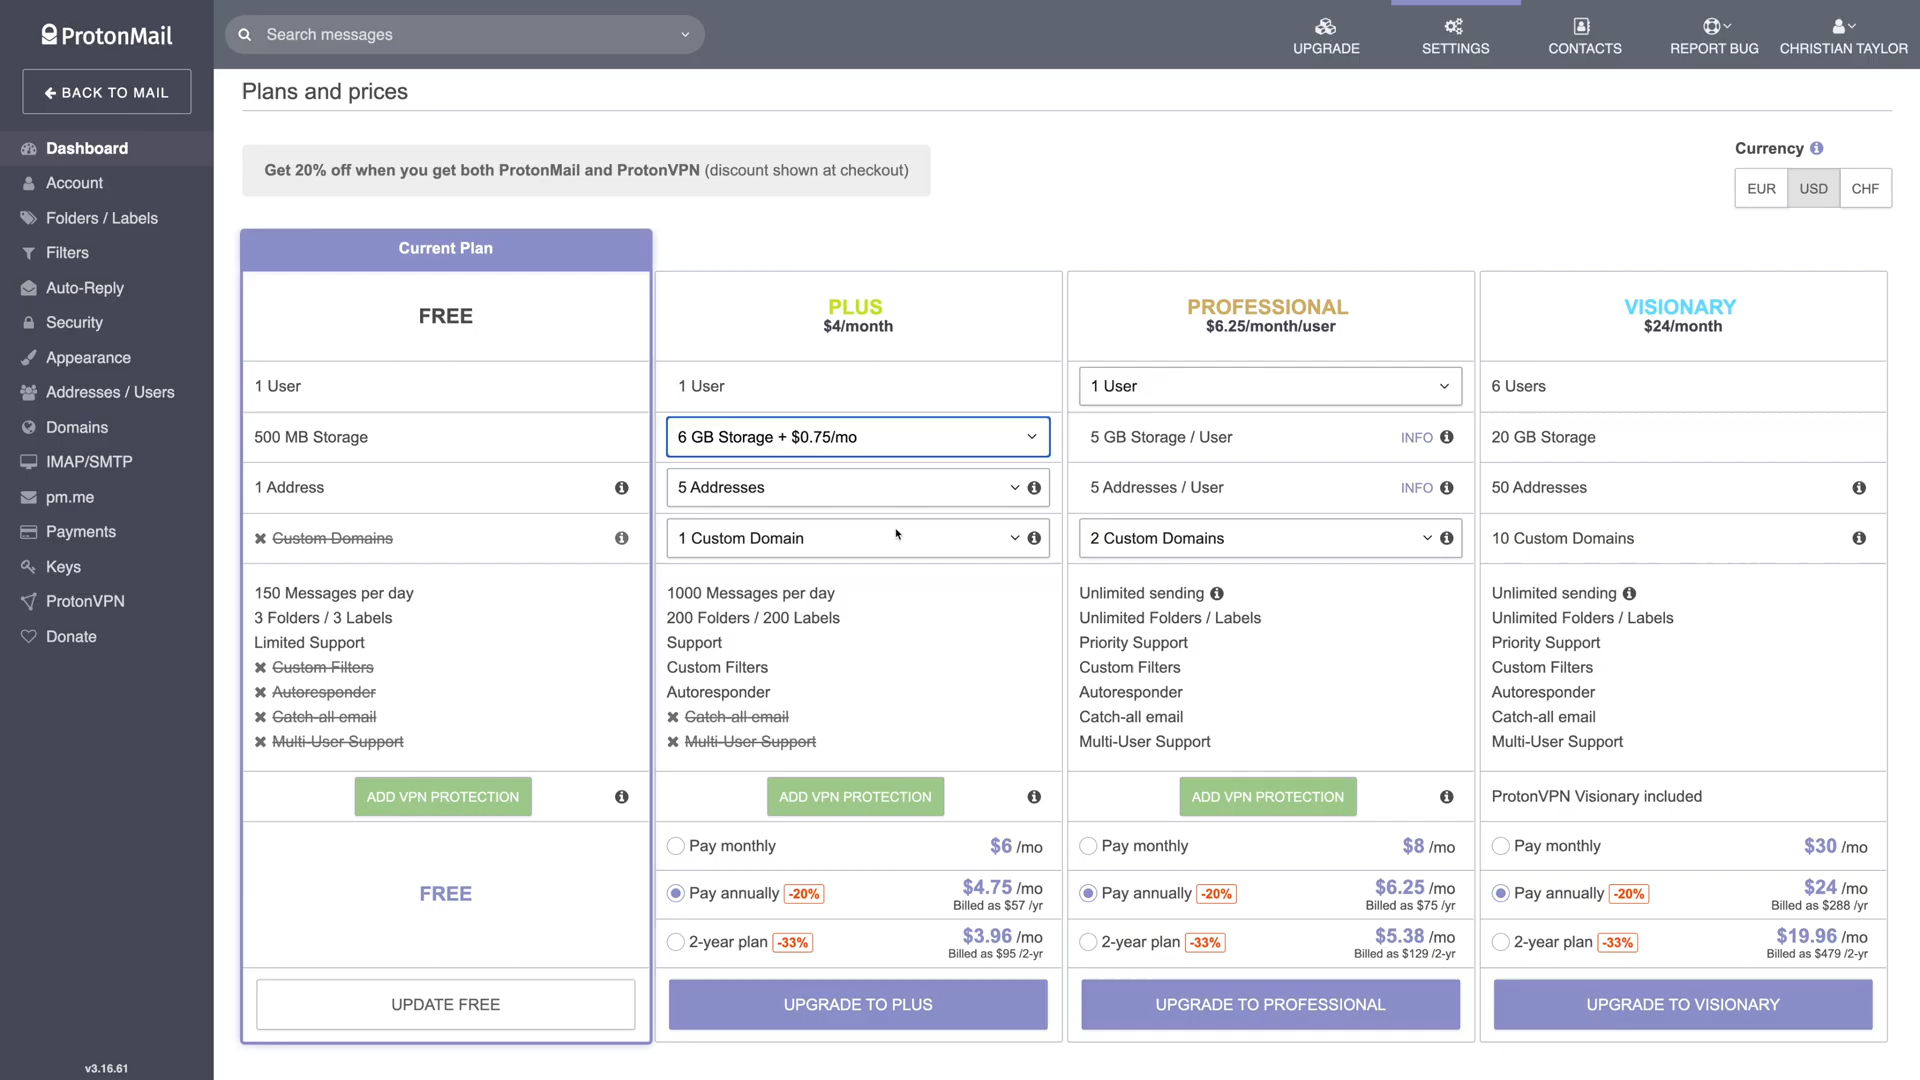 ProtonMail
Search messages
UPGRADE
SETTINGS
CONTACTS
REPORT BUG
CHRISTIAN TAYLOR
BACK TO MAIL
Dashboard
Account
Folders / Labels
Filters
Auto-Reply
Security
Appearance
Addresses / Users
Domains
IMAP/SMTP
pm.me
Payments
Keys
ProtonVPN
Donate
v3.16.61
Plans and prices
Get 20% off when you get both ProtonMail and ProtonVPN (discount shown at checkout)
Currency
EUR
USD
CHF
Current Plan
FREE
1 User
500 MB Storage
1 Address
Custom Domains
150 Messages per day
3 Folders / 3 Labels
Limited Support
Custom Filters
Autoresponder
Catch-all email
Multi-User Support
ADD VPN PROTECTION
FREE
UPDATE FREE
PLUS
$4/month
1 User
6 GB Storage + $0.75/mo
5 Addresses
1 Custom Domain
1000 Messages per day
200 Folders / 200 Labels
Support
Custom Filters
Autoresponder
Catch-all email
Multi-User Support
ADD VPN PROTECTION
Pay monthly $6 /mo
Pay annually -20% $4.75 /mo
Billed as $57 /yr
2-year plan -33% $3.96 /mo
Billed as $95 /2-yr
UPGRADE TO PLUS
PROFESSIONAL
$6.25/month/user
1 User
5 GB Storage / User INFO
5 Addresses / User INFO
2 Custom Domains
Unlimited sending
Unlimited Folders / Labels
Priority Support
Custom Filters
Autoresponder
Catch-all email
Multi-User Support
ADD VPN PROTECTION
Pay monthly $8 /mo
Pay annually -20% $6.25 /mo
Billed as $75 /yr
2-year plan -33% $5.38 /mo
Billed as $129 /2-yr
UPGRADE TO PROFESSIONAL
VISIONARY
$24/month
6 Users
20 GB Storage
50 Addresses
10 Custom Domains
Unlimited sending
Unlimited Folders / Labels
Priority Support
Custom Filters
Autoresponder
Catch-all email
Multi-User Support
ProtonVPN Visionary included
Pay monthly $30 /mo
Pay annually -20% $24 /mo
Billed as $288 /yr
2-year plan -33% $19.96 /mo
Billed as $479 /2-yr
UPGRADE TO VISIONARY